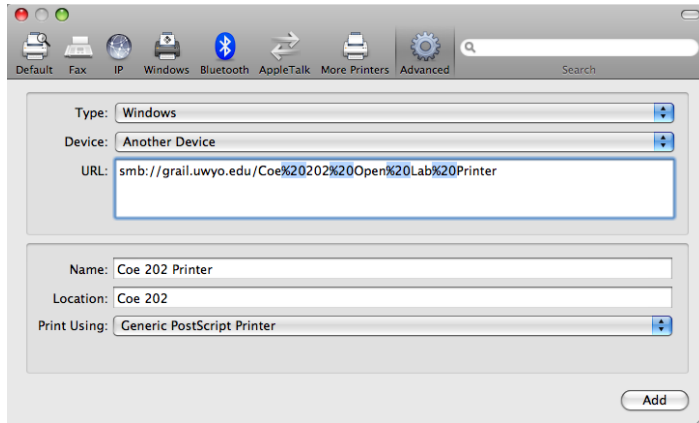 Default Fax IP Windows Bluetooth AppleTalk More Printers Advanced Search
Type: Windows
Device: Another Device
URL: smb://grail.uwyo.edu/Coe%20202%20Open%20Lab%20Printer
Name: Coe 202 Printer
Location: Coe 202
Print Using: Generic PostScript Printer
Add